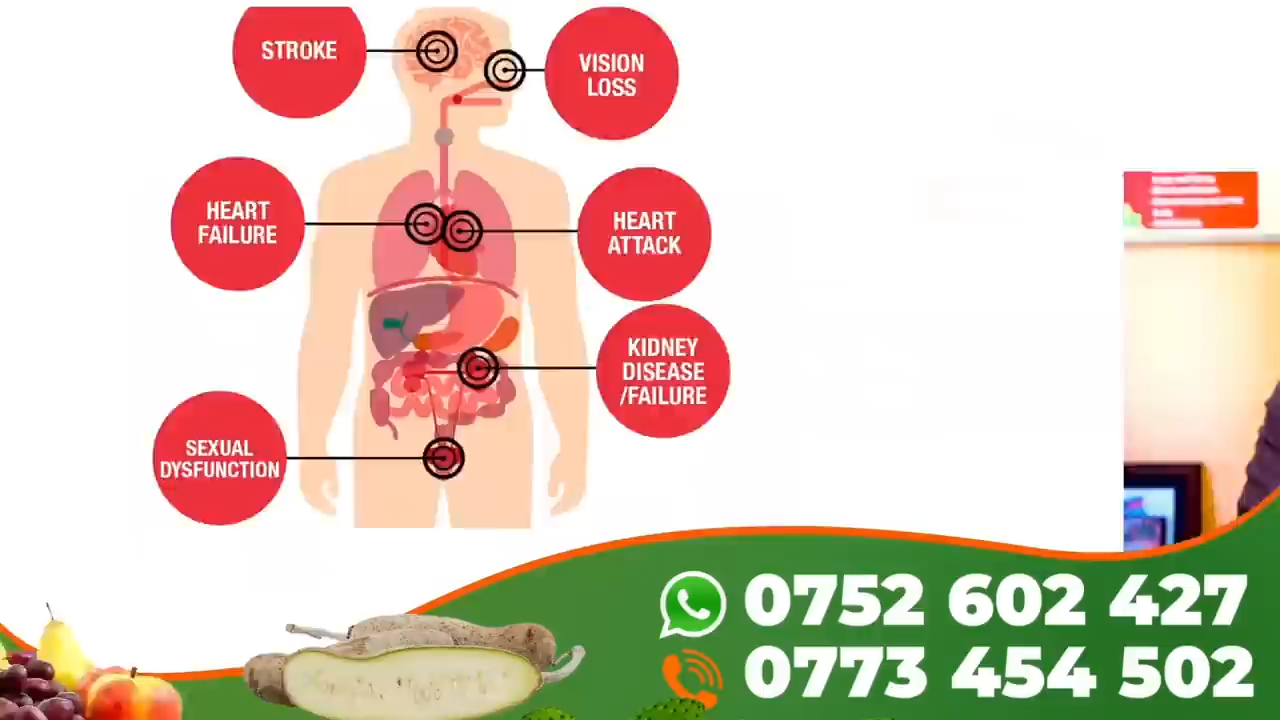 STROKE
VISION
LOSS
HEART
FAILURE
HEART
ATTACK
KIDNEY
DISEASE
/FAILURE
SEXUAL
DYSFUNCTION
0752 602 427
0773 454 502